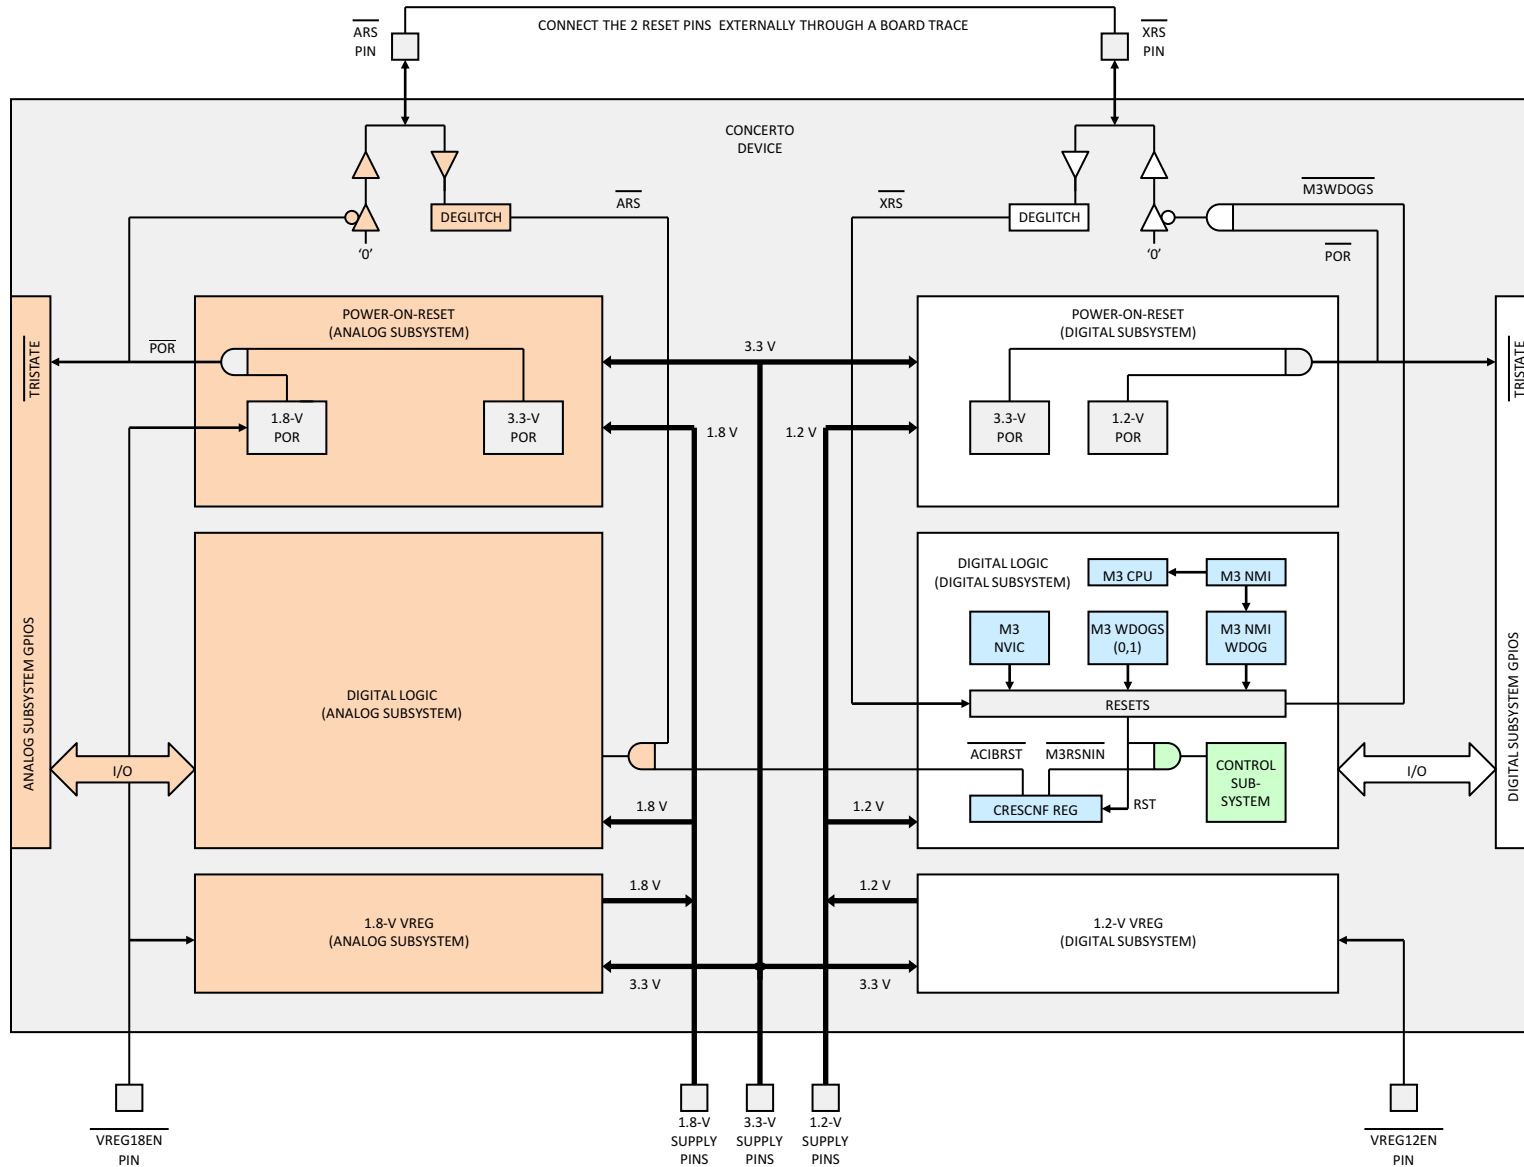 CONNECT THE 2 RESET PINS EXTERNALLY THROUGH A BOARD TRACE
ARS
PIN
XRS
PIN
CONCERTO
DEVICE
M3WDOGS
ARS
XRS
DEGLITCH
DEGLITCH
'0'
'0'
POR
POWER-ON-RESET
(ANALOG SUBSYSTEM)
POWER-ON-RESET
(DIGITAL SUBSYSTEM)
POR
3.3 V
TRISTATE
TRISTATE
1.8-V
POR
3.3-V
POR
1.8 V
1.2 V
3.3-V
POR
1.2-V
POR
DIGITAL LOGIC
(DIGITAL SUBSYSTEM)
M3 CPU
M3 NMI
M3
NVIC
M3 WDOGS
(0,1)
M3 NMI
WDOG
ANALOG SUBSYSTEM GPIOS
DIGITAL SUBSYSTEM GPIOS
DIGITAL LOGIC
(ANALOG SUBSYSTEM)
RESETS
ACIBRST
M3RSNIN
I/O
CONTROL
SUB-
SYSTEM
I/O
1.8 V
1.2 V
CRESCNF REG
RST
1.8 V
1.2 V
1.8-V VREG
(ANALOG SUBSYSTEM)
1.2-V VREG
(DIGITAL SUBSYSTEM)
3.3 V
3.3 V
VREG18EN
PIN
1.8-V
SUPPLY
PINS
3.3-V
SUPPLY
PINS
1.2-V
SUPPLY
PINS
VREG12EN
PIN